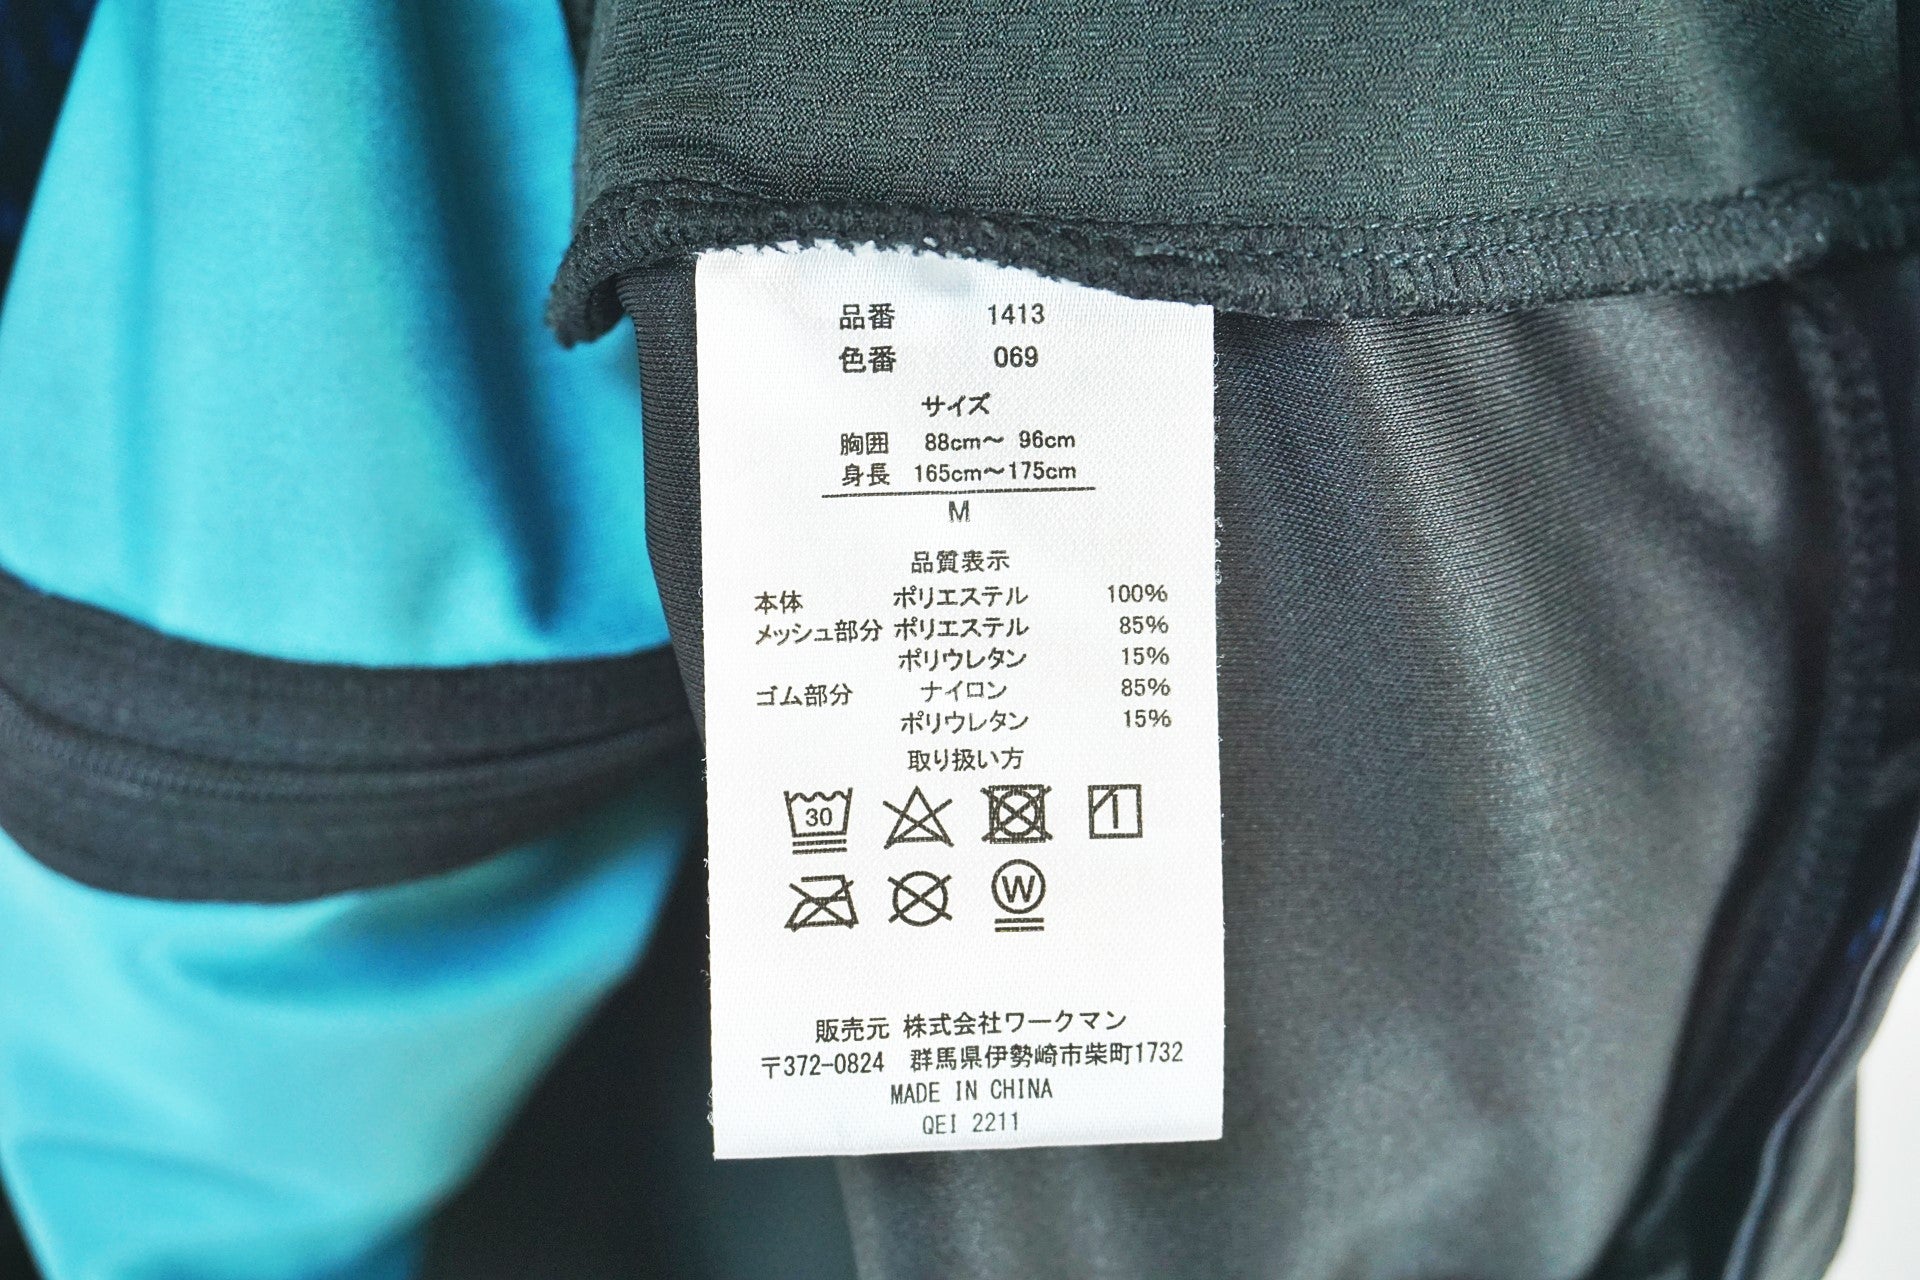 品番 1413
色番 069
サイズ
胸囲 88cm～ 96cm
身長 165cm～175cm
M
品質表示
本体 ポリエステル 100%
メッシュ部分 ポリエステル 85%
ポリウレタン 15%
ゴム部分 ナイロン 85%
ポリウレタン 15%
取り扱い方
30
W
販売元 株式会社ワークマン
〒372-0824 群馬県伊勢崎市柴町1732
MADE IN CHINA
QEI 2211